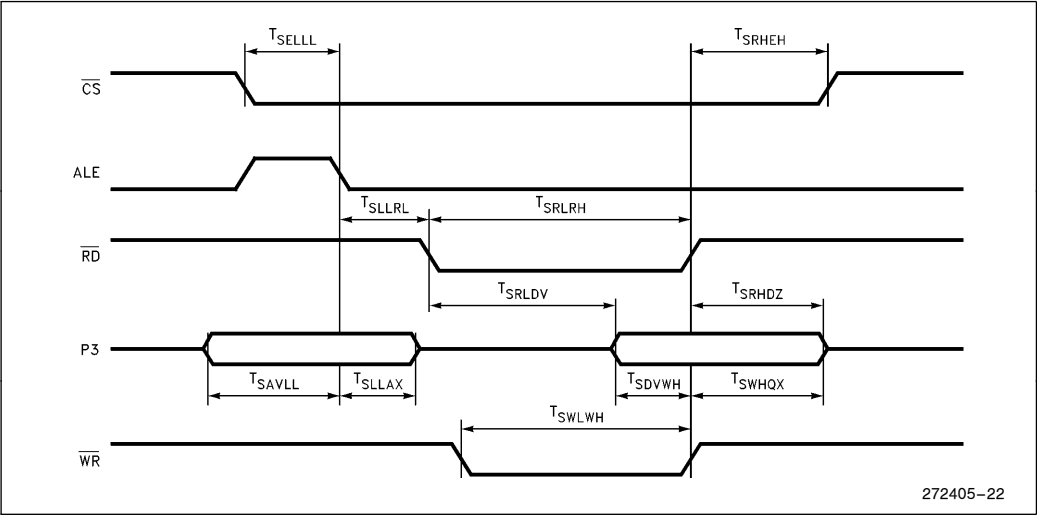 TSELLL
TSRHEH
CS
ALE
TSLLRL
TSRLRH
RD
TSRLDV
TSRHDZ
P3
TSAVLL
TSLLAX
TSDVWH
TSWHQX
TSWLWH
WR
272405-22